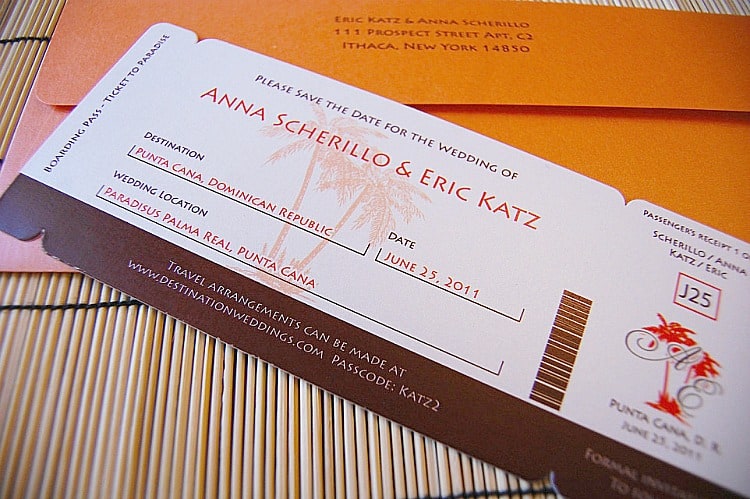 ERIC KATZ & ANNA SCHERILLO
111 PROSPECT STREET APT. C2
ITHACA, NEW YORK 14850
BOARDING PASS - TICKET TO PARADISE
PLEASE SAVE THE DATE FOR THE WEDDING OF
ANNA SCHERILLO & ERIC KATZ
DESTINATION
PUNTA CANA, DOMINICAN REPUBLIC
WEDDING LOCATION
PARADISUS PALMA REAL, PUNTA CANA
DATE
JUNE 25, 2011
TRAVEL ARRANGEMENTS CAN BE MADE AT
WWW.DESTINATIONWEDDINGS.COM PASSCODE: KATZ2
PASSENGER'S RECEIPT 1 O
SCHERILLO / ANNA
KATZ / ERIC
J25
A E
PUNTA CANA, D. R.
JUNE 25, 2011
FORMAL
TO